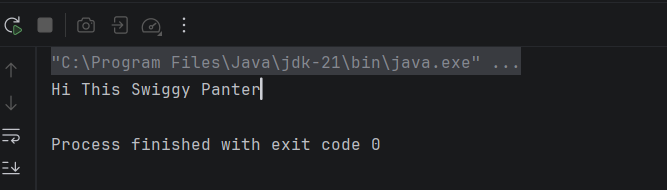 "C:\Program Files\Java\jdk-21\bin\java.exe" ...
Hi This Swiggy Panter
Process finished with exit code 0